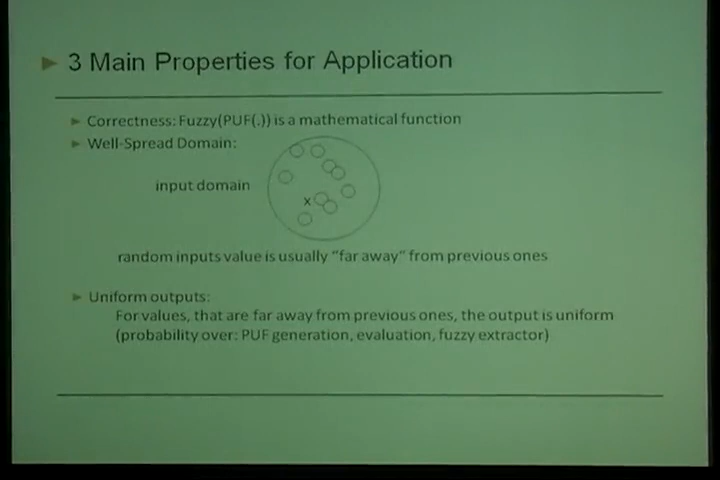 3 Main Properties for Application
Correctness: Fuzzy(PUF(.)) is a mathematical function
Well-Spread Domain:
input domain
x
random inputs value is usually "far away" from previous ones
Uniform outputs:
For values, that are far away from previous ones, the output is uniform
(probability over: PUF generation, evaluation, fuzzy extractor)